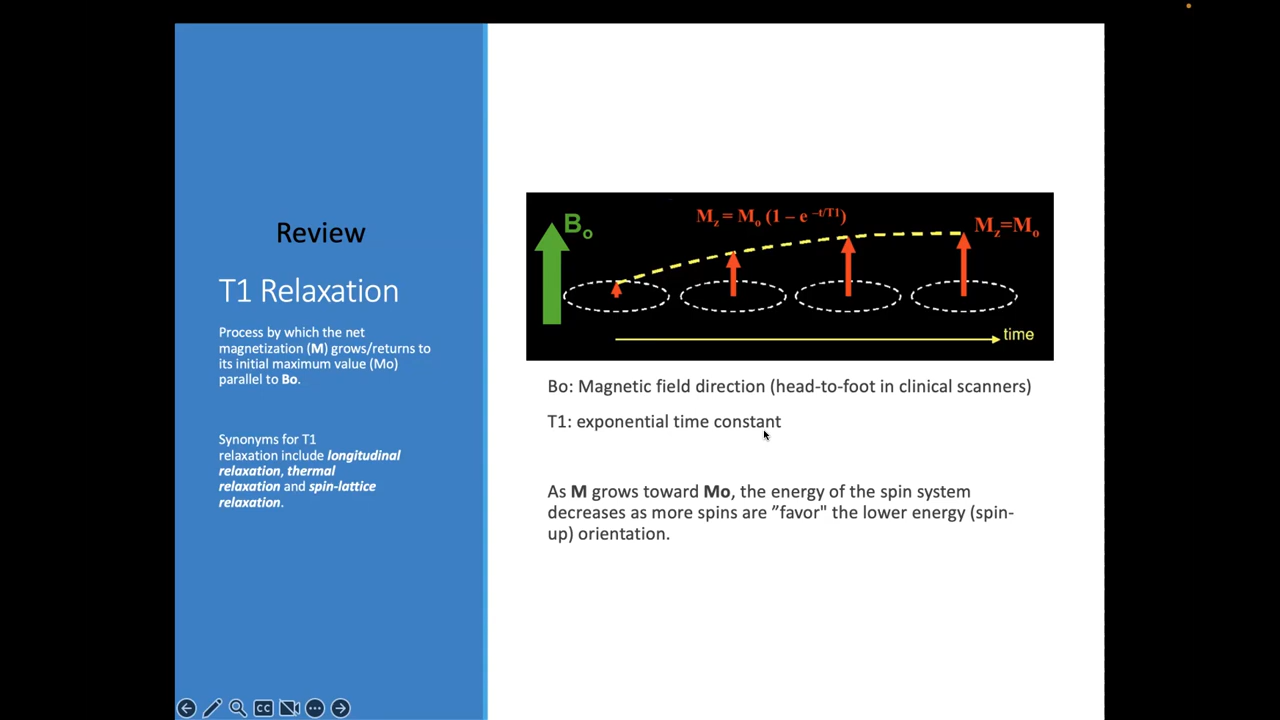 Review
T1 Relaxation
Process by which the net
magnetization (M) grows/returns to
its initial maximum value (Mo)
parallel to Bo.
Synonyms for T1
relaxation include longitudinal
relaxation, thermal
relaxation and spin-lattice
relaxation.
Bo
Mz = Mo (1 – e –t/T1)
Mz=Mo
time
Bo: Magnetic field direction (head-to-foot in clinical scanners)
T1: exponential time constant
As M grows toward Mo, the energy of the spin system
decreases as more spins are ”favor" the lower energy (spin-
up) orientation.
CC